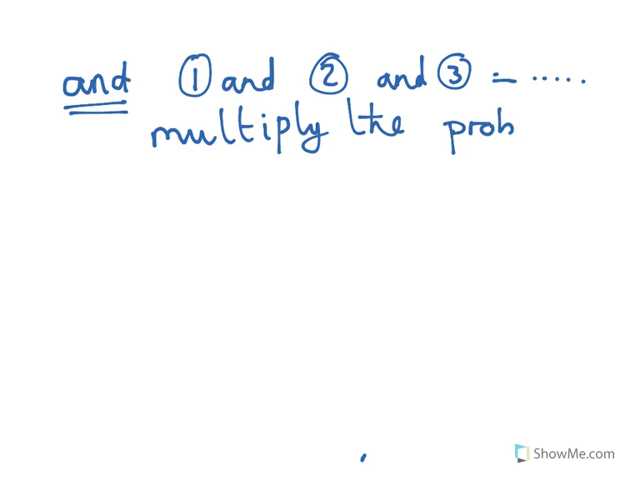 and ① and ② and ③ = .....
multiply the prob
ShowMe.com